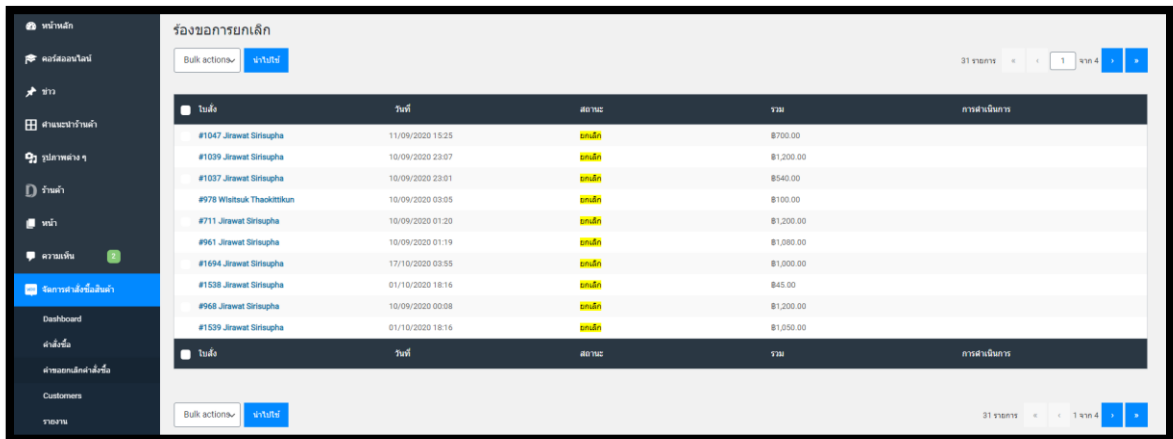 หน้าหลัก
คอร์สออนไลน์
ข่าว
คำแนะนำร้านค้า
รูปภาพต่าง ๆ
ร้านค้า
หน้า
ความเห็น 2
จัดการคำสั่งซื้อสินค้า
Dashboard
คำสั่งซื้อ
คำขอยกเลิกคำสั่งซื้อ
Customers
รายงาน
ร้องขอการยกเลิก
Bulk actions นำไปใช้ 31 รายการ « ‹ 1 จาก 4 › »
ใบสั่ง วันที่ สถานะ รวม การดำเนินการ
#1047 Jirawat Sirisupha 11/09/2020 15:25 ยกเลิก ฿700.00
#1039 Jirawat Sirisupha 10/09/2020 23:07 ยกเลิก ฿1,200.00
#1037 Jirawat Sirisupha 10/09/2020 23:01 ยกเลิก ฿540.00
#978 Wisitsuk Thaokittikun 10/09/2020 03:05 ยกเลิก ฿100.00
#711 Jirawat Sirisupha 10/09/2020 01:20 ยกเลิก ฿1,200.00
#961 Jirawat Sirisupha 10/09/2020 01:19 ยกเลิก ฿1,080.00
#1694 Jirawat Sirisupha 17/10/2020 03:55 ยกเลิก ฿1,000.00
#1538 Jirawat Sirisupha 01/10/2020 18:16 ยกเลิก ฿45.00
#968 Jirawat Sirisupha 10/09/2020 00:08 ยกเลิก ฿1,200.00
#1539 Jirawat Sirisupha 01/10/2020 18:16 ยกเลิก ฿1,050.00
ใบสั่ง วันที่ สถานะ รวม การดำเนินการ
Bulk actions นำไปใช้ 31 รายการ « ‹ 1 จาก 4 › »